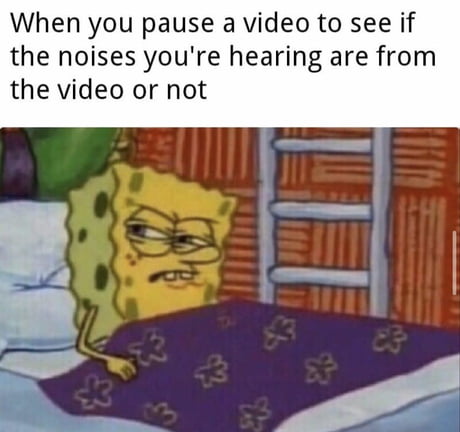 When you pause a video to see if
the noises you're hearing are from
the video or not